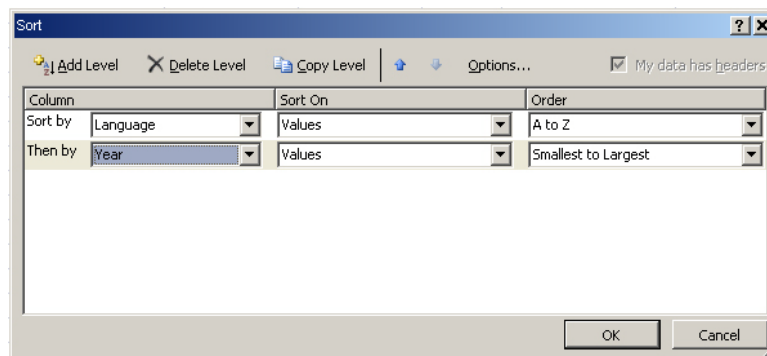 Sort
Add Level Delete Level Copy Level Options... My data has headers
Column Sort On Order
Sort by Language Values A to Z
Then by Year Values Smallest to Largest
OK Cancel